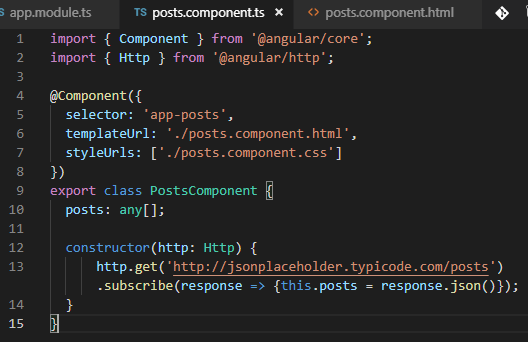 app.module.ts TS posts.component.ts × <> posts.component.html
1 import { Component } from '@angular/core';
2 import { Http } from '@angular/http';
3
4 @Component({
5 selector: 'app-posts',
6 templateUrl: './posts.component.html',
7 styleUrls: ['./posts.component.css']
8 })
9 export class PostsComponent {
10 posts: any[];
11
12 constructor(http: Http) {
13 http.get('http://jsonplaceholder.typicode.com/posts')
.subscribe(response => {this.posts = response.json()});
14 }
15 }